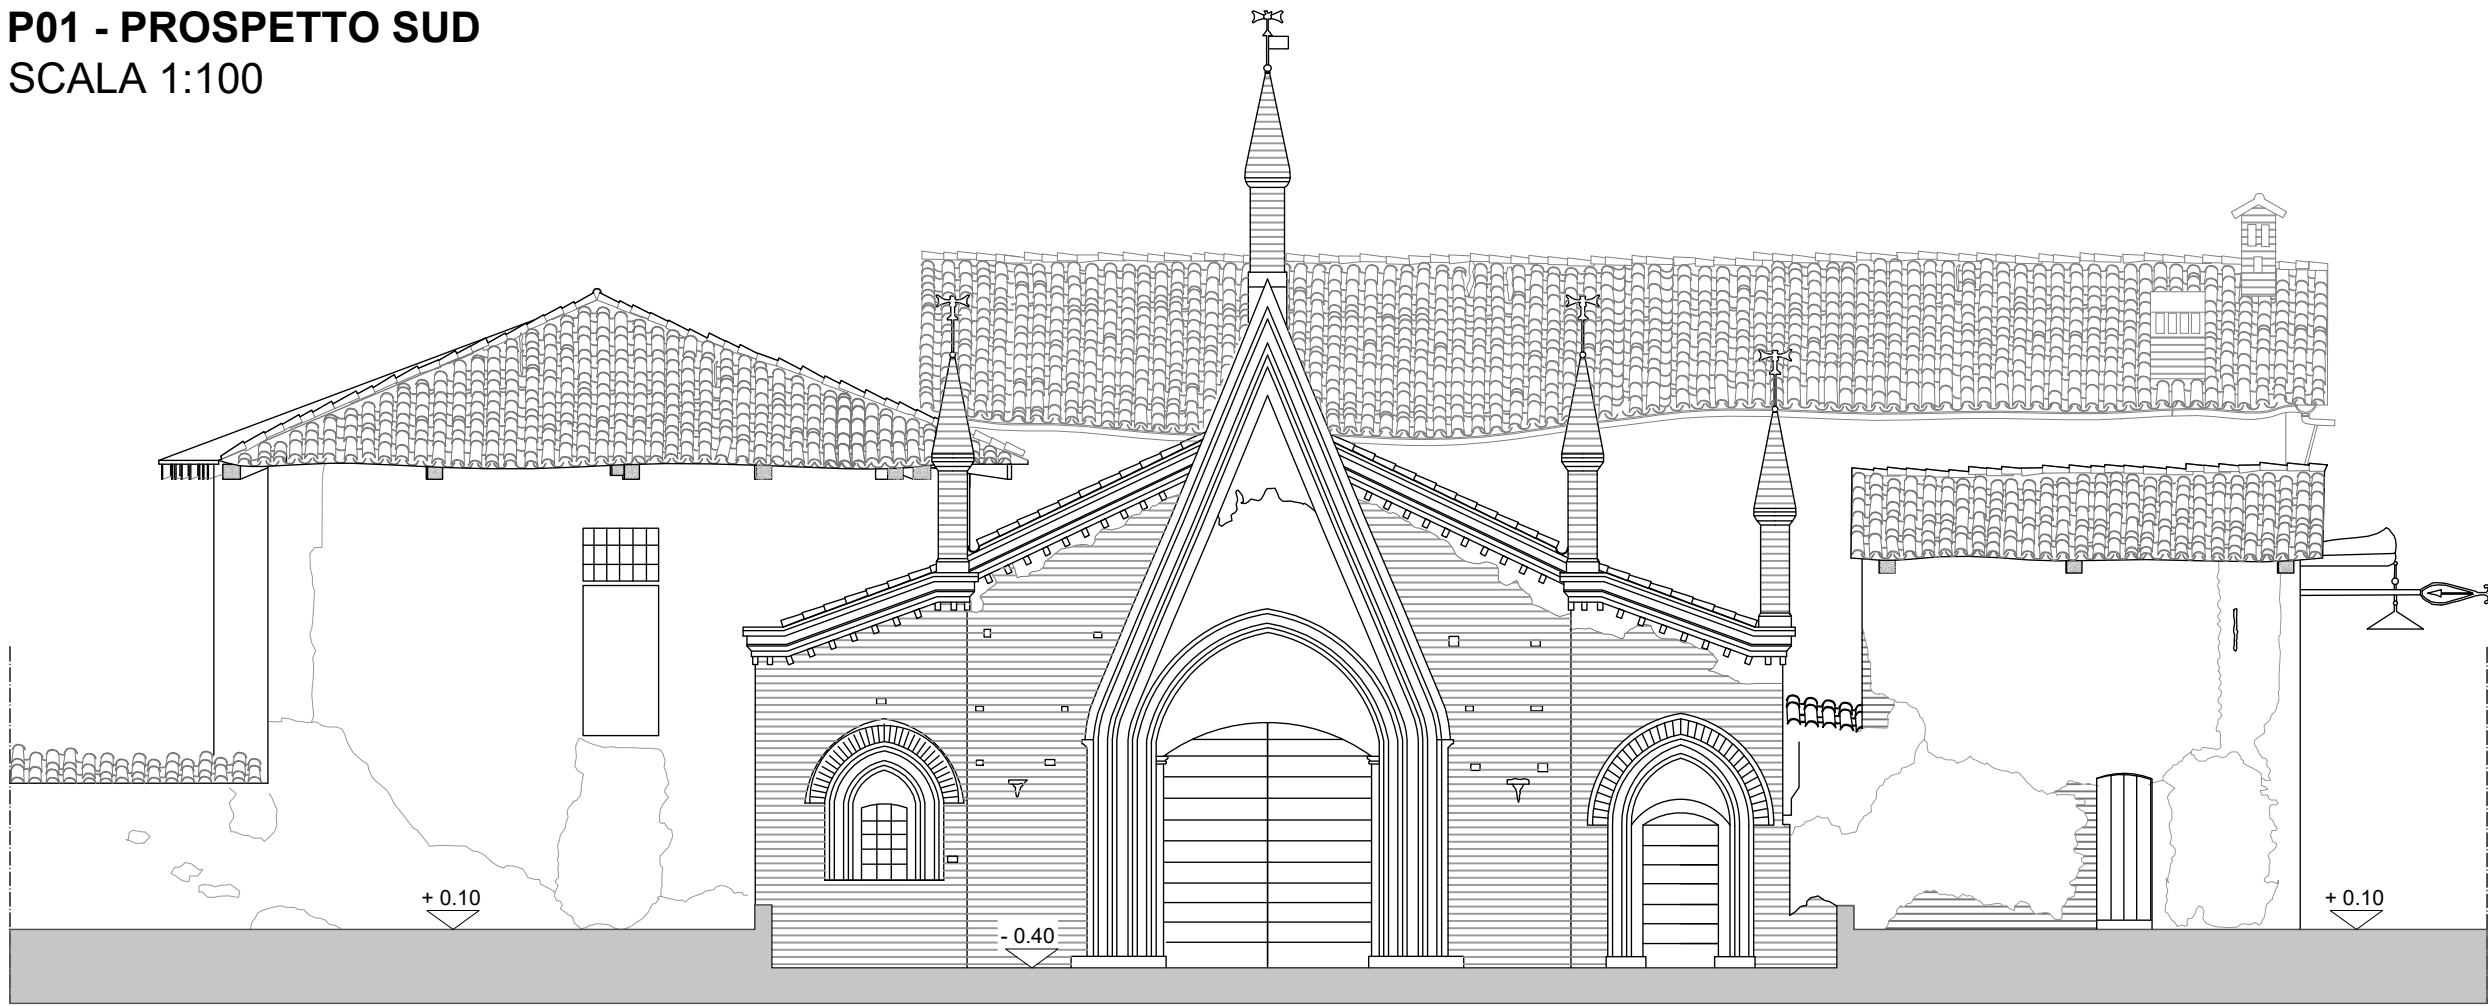 P01 - PROSPETTO SUD
SCALA 1:100
+ 0.10
- 0.40
+ 0.10